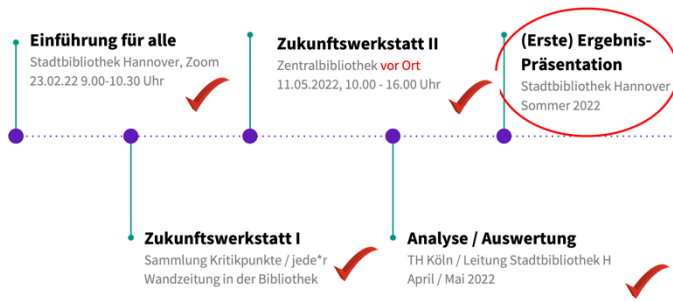 Einführung für alle
Stadtbibliothek Hannover, Zoom
23.02.22 9.00-10.30 Uhr
Zukunftswerkstatt II
Zentralbibliothek vor Ort
11.05.2022, 10.00 - 16.00 Uhr
(Erste) Ergebnis-
Präsentation
Stadtbibliothek Hannover
Sommer 2022
Zukunftswerkstatt I
Sammlung Kritikpunkte / jede*r
Wandzeitung in der Bibliothek
Analyse / Auswertung
TH Köln / Leitung Stadtbibliothek H
April / Mai 2022